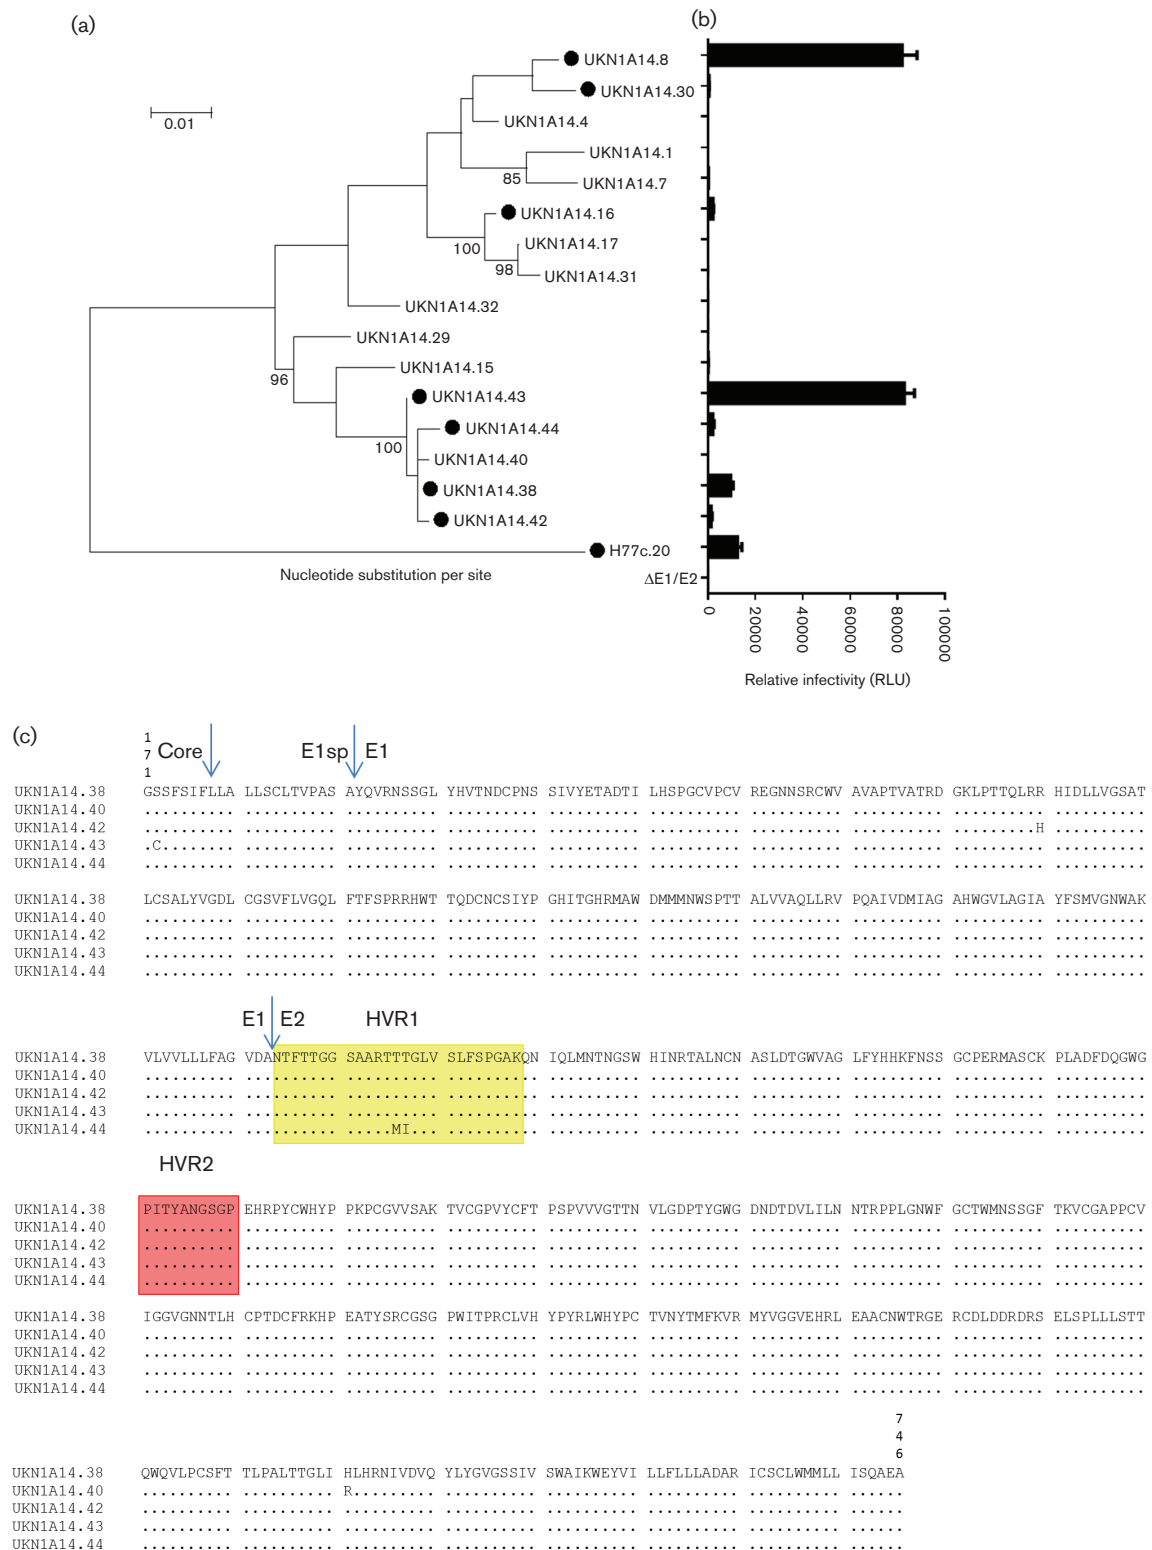 (a)
(b)
0.01
UKN1A14.8
UKN1A14.30
UKN1A14.4
UKN1A14.1
85
UKN1A14.7
UKN1A14.16
100
UKN1A14.17
98
UKN1A14.31
UKN1A14.32
UKN1A14.29
96
UKN1A14.15
UKN1A14.43
100
UKN1A14.44
UKN1A14.40
UKN1A14.38
UKN1A14.42
H77c.20
Nucleotide substitution per site
ΔE1/E2
0 20000 40000 60000 80000 100000
Relative infectivity (RLU)
(c)
171 Core E1sp E1
UKN1A14.38 GSSFSIFLLA LLSCLTVPAS AYQVRNSSGL YHVTNDCPNS SIVYETADTI LHSPGCVPCV REGNNSRCWV AVAPTVATRD GKLPTTQLRR HIDLLVGSAT
UKN1A14.40 .......... .......... .......... .......... .......... .......... .......... .......... .......... ..........
UKN1A14.42 .......... .......... .......... .......... .......... .......... .......... .......... .........H ..........
UKN1A14.43 .C........ .......... .......... .......... .......... .......... .......... .......... .......... ..........
UKN1A14.44 .......... .......... .......... .......... .......... .......... .......... .......... .......... ..........
UKN1A14.38 LCSALYVGDL CGSVFLVGQL FTFSPRRHWT TQDCNCSIYP GHITGHRMAW DMMMNWSPTT ALVVAQLLRV PQAIVDMIAG AHWGVLAGIA YFSMVGNWAK
UKN1A14.40 .......... .......... .......... .......... .......... .......... .......... .......... .......... ..........
UKN1A14.42 .......... .......... .......... .......... .......... .......... .......... .......... .......... ..........
UKN1A14.43 .......... .......... .......... .......... .......... .......... .......... .......... .......... ..........
UKN1A14.44 .......... .......... .......... .......... .......... .......... .......... .......... .......... ..........
E1 E2 HVR1
UKN1A14.38 VLVVLLLFAG VDANTFTTGG SAARTTTGLV SLFSPGAKQN IQLMNTNGSW HINRTALNCN ASLDTGWVAG LFYHHKFNSS GCPERMASCK PLADFDQGWG
UKN1A14.40 .......... .......... .......... .......... .......... .......... .......... .......... .......... ..........
UKN1A14.42 .......... .......... .......... .......... .......... .......... .......... .......... .......... ..........
UKN1A14.43 .......... .......... .......... .......... .......... .......... .......... .......... .......... ..........
UKN1A14.44 .......... .......... .....MI... .......... .......... .......... .......... .......... .......... ..........
HVR2
UKN1A14.38 PITYANGSGP EHRPYCWHYP PKPCGVVSAK TVCGPVYCFT PSPVVVGTTN VLGDPTYGWG DNDTDVLILN NTRPPLGNWF GCTWMNSSGF TKVCGAPPCV
UKN1A14.40 .......... .......... .......... .......... .......... .......... .......... .......... .......... ..........
UKN1A14.42 .......... .......... .......... .......... .......... .......... .......... .......... .......... ..........
UKN1A14.43 .......... .......... .......... .......... .......... .......... .......... .......... .......... ..........
UKN1A14.44 .......... .......... .......... .......... .......... .......... .......... .......... .......... ..........
UKN1A14.38 IGGVGNNTLH CPTDCFRKHP EATYSRCGSG PWITPRCLVH YPYRLWHYPC TVNYTMFKVR MYVGGVEHRL EAACNWTRGE RCDLDDRDRS ELSPLLLSTT
UKN1A14.40 .......... .......... .......... .......... .......... .......... .......... .......... .......... ..........
UKN1A14.42 .......... .......... .......... .......... .......... .......... .......... .......... .......... ..........
UKN1A14.43 .......... .......... .......... .......... .......... .......... .......... .......... .......... ..........
UKN1A14.44 .......... .......... .......... .......... .......... .......... .......... .......... .......... ..........
746
UKN1A14.38 QWQVLPCSFT TLPALTTGLI HLHRNIVDVQ YLYGVGSSIV SWAIKWEYVI LLFLLLADAR ICSCLWMMLL ISQAEA
UKN1A14.40 .......... .......... R......... .......... .......... .......... .......... ......
UKN1A14.42 .......... .......... .......... .......... .......... .......... .......... ......
UKN1A14.43 .......... .......... .......... .......... .......... .......... .......... ......
UKN1A14.44 .......... .......... .......... .......... .......... .......... .......... ......